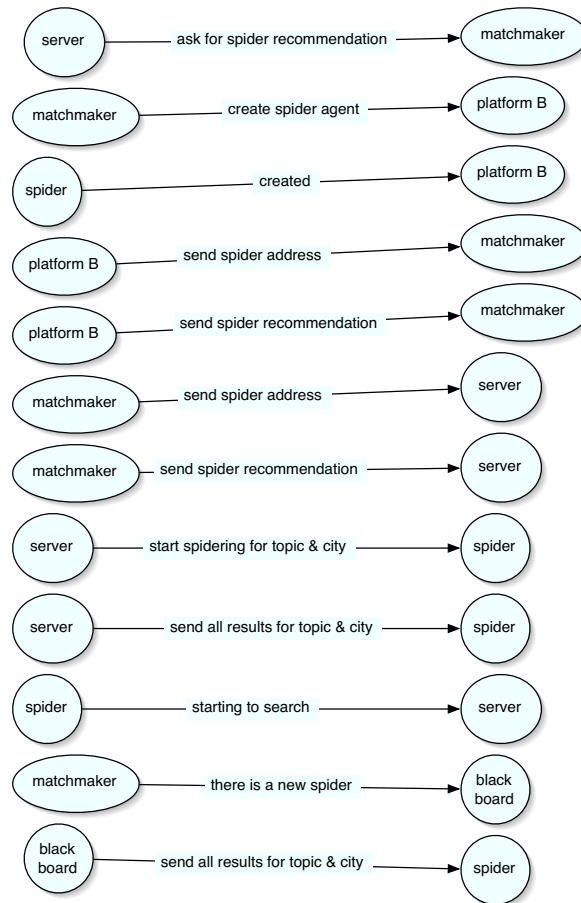 server ask for spider recommendation matchmaker
matchmaker create spider agent platform B
spider created platform B
platform B send spider address matchmaker
platform B send spider recommendation matchmaker
matchmaker send spider address server
matchmaker send spider recommendation server
server start spidering for topic & city spider
server send all results for topic & city spider
spider starting to search server
matchmaker there is a new spider black
board
black
board send all results for topic & city spider